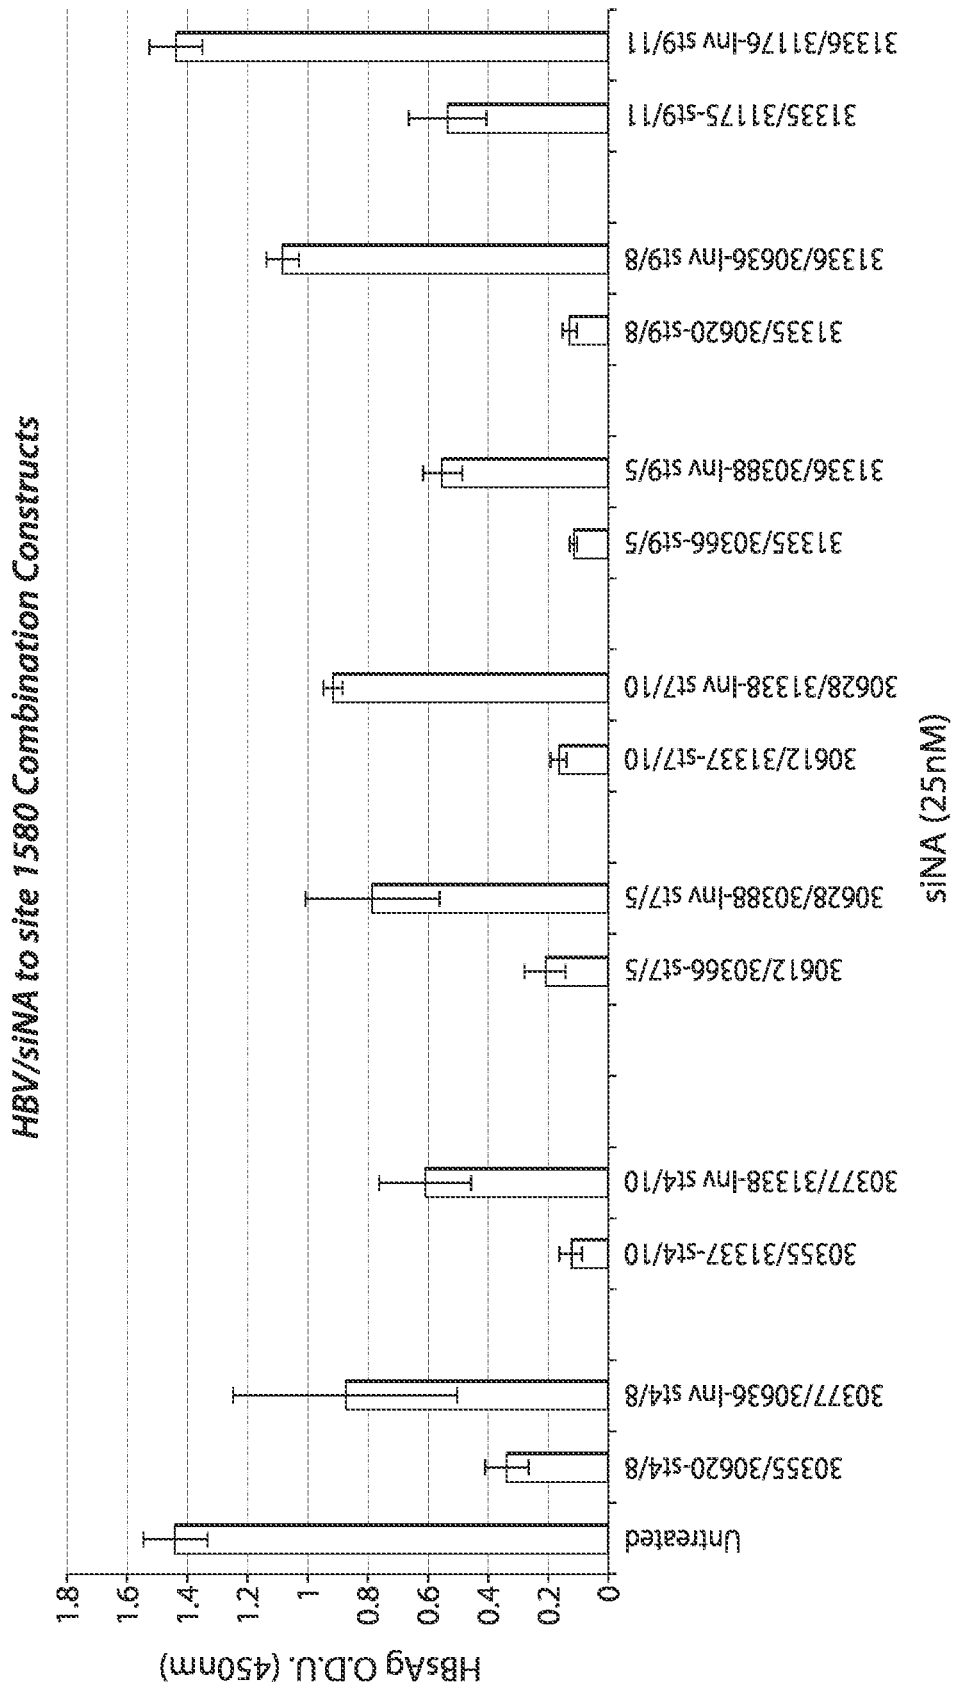 HBV/siNA to site 1580 Combination Constructs
HBsAg O.D.U. (450nm)
1.8
1.6
1.4
1.2
1
0.8
0.6
0.4
0.2
0
Untreated
30355/30620-st4/8
30377/30636-Inv st4/8
30355/31337-st4/10
30377/31338-Inv st4/10
30612/30366-st7/5
30628/30388-Inv st7/5
30612/31337-st7/10
30628/31338-Inv st7/10
31335/30366-st9/5
31336/30388-Inv st9/5
31335/30620-st9/8
31336/30636-Inv st9/8
31335/31175-st9/11
31336/31176-Inv st9/11
siNA (25nM)